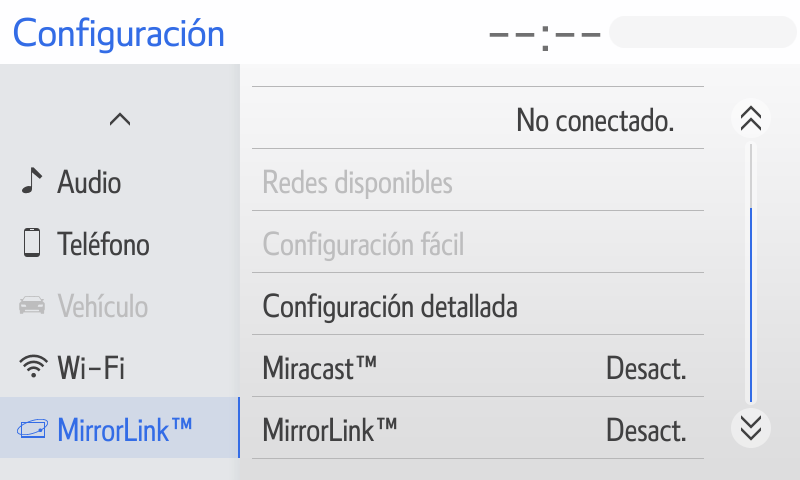 Configuración
--:--
Audio
Teléfono
Vehículo
Wi-Fi
MirrorLink™
No conectado.
Redes disponibles
Configuración fácil
Configuración detallada
Miracast™ Desact.
MirrorLink™ Desact.